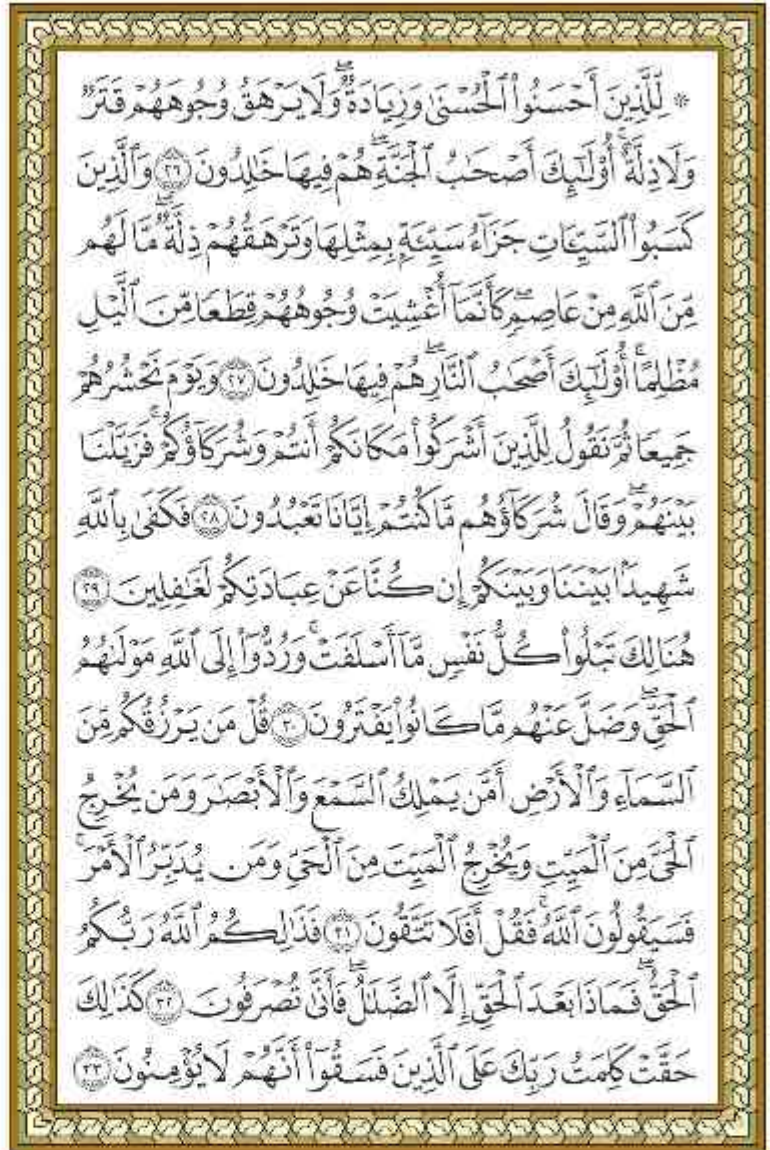 ۞ لِّلَّذِينَ أَحْسَنُوا۟ ٱلْحُسْنَىٰ وَزِيَادَةٌۖ وَلَا يَرْهَقُ وُجُوهَهُمْ قَتَرٌ
وَلَا ذِلَّةٌۚ أُو۟لَٰٓئِكَ أَصْحَٰبُ ٱلْجَنَّةِۖ هُمْ فِيهَا خَٰلِدُونَ ٢٦ وَٱلَّذِينَ
كَسَبُوا۟ ٱلسَّيِّـَٔاتِ جَزَآءُ سَيِّئَةٍۭ بِمِثْلِهَا وَتَرْهَقُهُمْ ذِلَّةٌۖ مَّا لَهُم
مِّنَ ٱللَّهِ مِنْ عَاصِمٍۖ كَأَنَّمَآ أُغْشِيَتْ وُجُوهُهُمْ قِطَعًا مِّنَ ٱلَّيْلِ
مُظْلِمًاۚ أُو۟لَٰٓئِكَ أَصْحَٰبُ ٱلنَّارِۖ هُمْ فِيهَا خَٰلِدُونَ ٢٧ وَيَوْمَ نَحْشُرُهُمْ
جَمِيعًا ثُمَّ نَقُولُ لِلَّذِينَ أَشْرَكُوا۟ مَكَانَكُمْ أَنتُمْ وَشُرَكَآؤُكُمْۚ فَزَيَّلْنَا
بَيْنَهُمْۖ وَقَالَ شُرَكَآؤُهُم مَّا كُنتُمْ إِيَّانَا تَعْبُدُونَ ٢٨ فَكَفَىٰ بِٱللَّهِ
شَهِيدًۢا بَيْنَنَا وَبَيْنَكُمْ إِن كُنَّا عَنْ عِبَادَتِكُمْ لَغَٰفِلِينَ ٢٩
هُنَالِكَ تَبْلُوا۟ كُلُّ نَفْسٍ مَّآ أَسْلَفَتْۚ وَرُدُّوٓا۟ إِلَى ٱللَّهِ مَوْلَىٰهُمُ
ٱلْحَقِّۖ وَضَلَّ عَنْهُم مَّا كَانُوا۟ يَفْتَرُونَ ٣٠ قُلْ مَن يَرْزُقُكُم مِّنَ
ٱلسَّمَآءِ وَٱلْأَرْضِ أَمَّن يَمْلِكُ ٱلسَّمْعَ وَٱلْأَبْصَٰرَ وَمَن يُخْرِجُ
ٱلْحَىَّ مِنَ ٱلْمَيِّتِ وَيُخْرِجُ ٱلْمَيِّتَ مِنَ ٱلْحَىِّ وَمَن يُدَبِّرُ ٱلْأَمْرَۚ
فَسَيَقُولُونَ ٱللَّهُۚ فَقُلْ أَفَلَا تَتَّقُونَ ٣١ فَذَٰلِكُمُ ٱللَّهُ رَبُّكُمُ
ٱلْحَقُّۖ فَمَاذَا بَعْدَ ٱلْحَقِّ إِلَّا ٱلضَّلَٰلُۖ فَأَنَّىٰ تُصْرَفُونَ ٣٢ كَذَٰلِكَ
حَقَّتْ كَلِمَتُ رَبِّكَ عَلَى ٱلَّذِينَ فَسَقُوٓا۟ أَنَّهُمْ لَا يُؤْمِنُونَ ٣٣